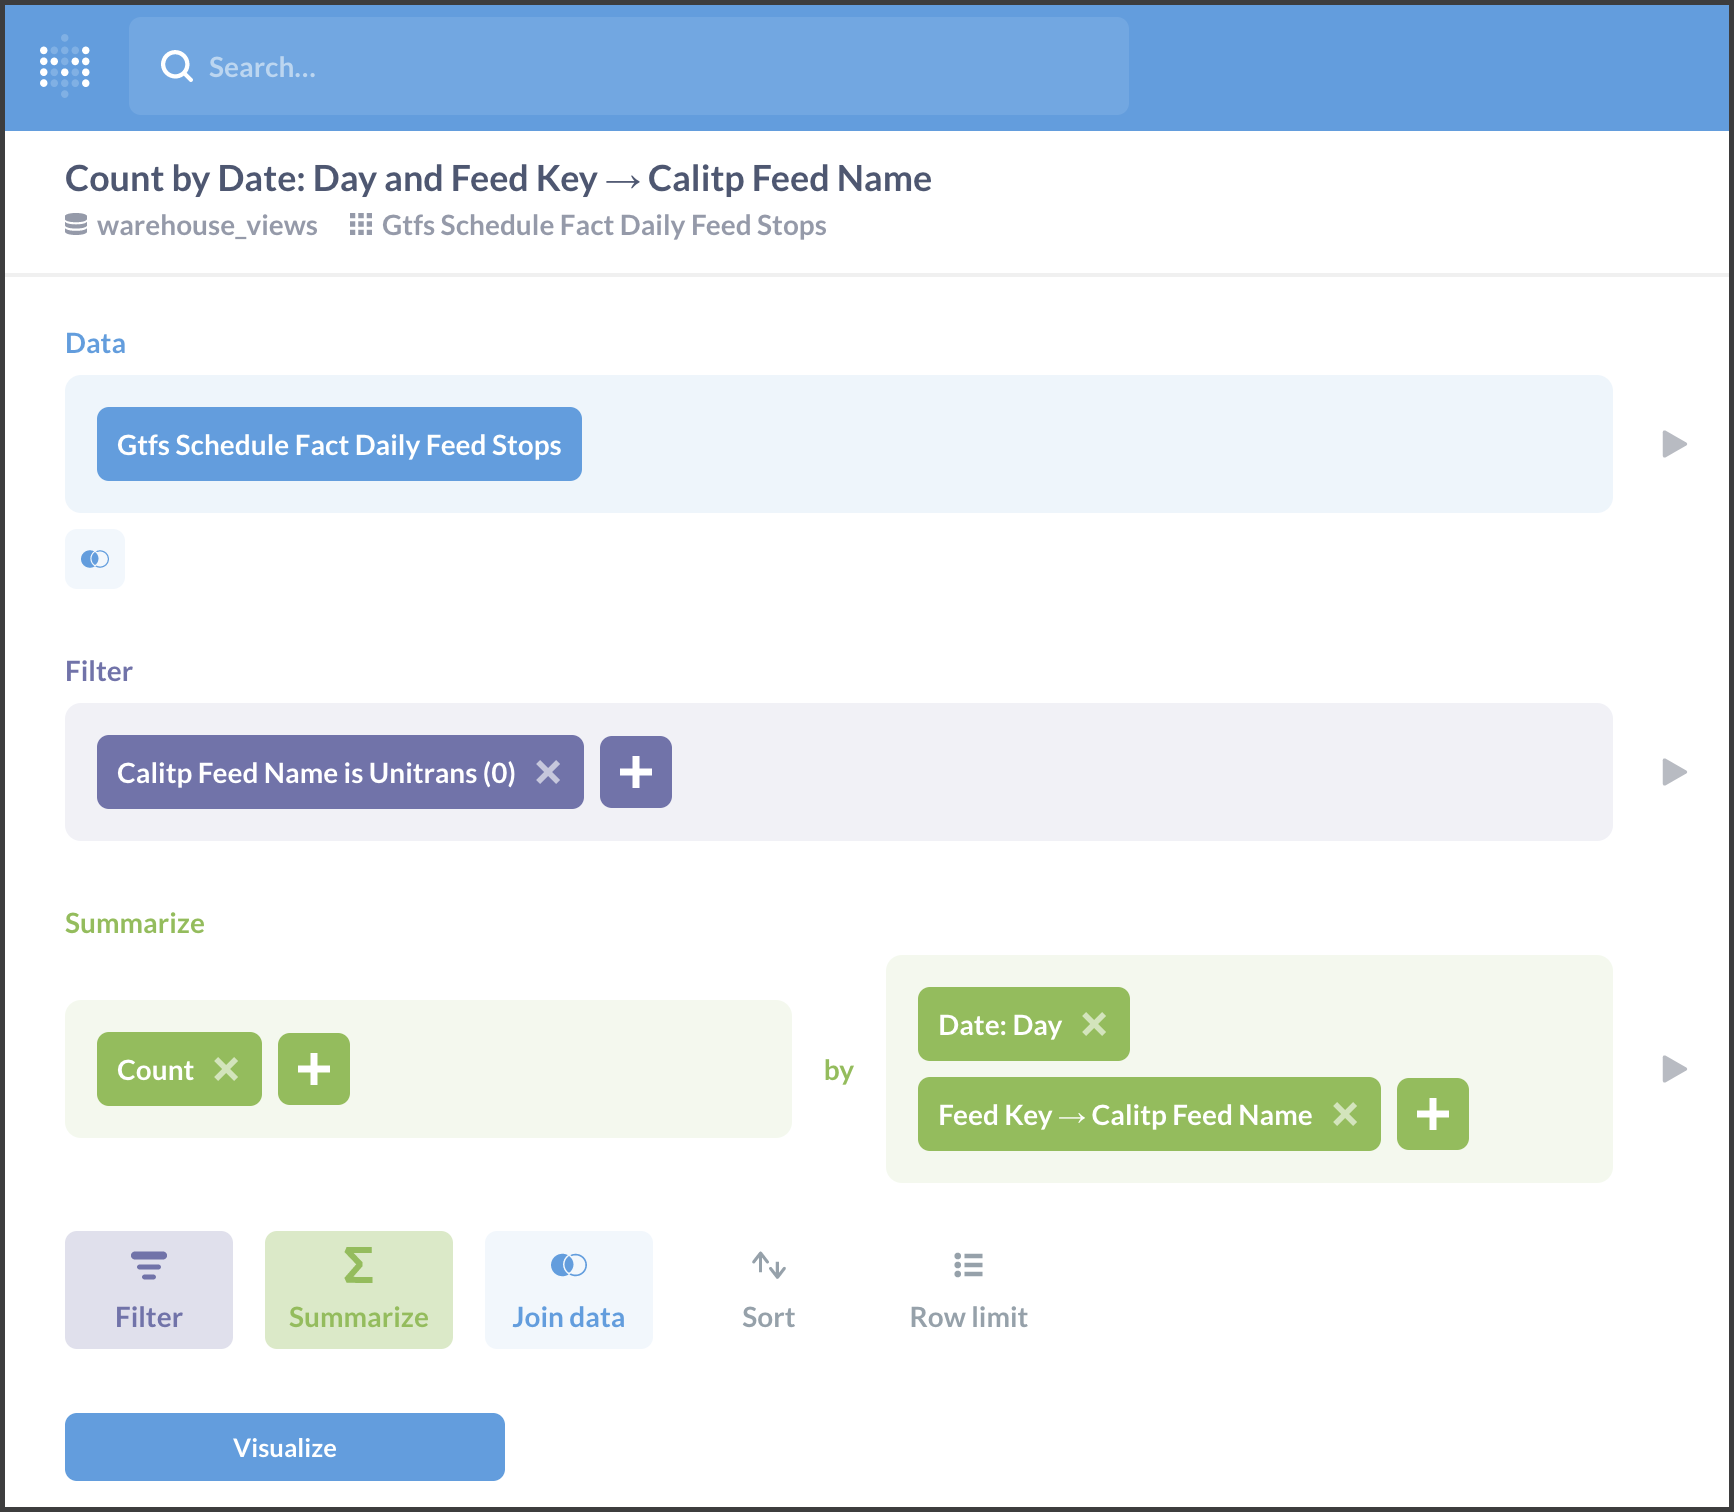 Search...
Count by Date: Day and Feed Key → Calitp Feed Name
warehouse_views Gtfs Schedule Fact Daily Feed Stops
Data
Gtfs Schedule Fact Daily Feed Stops
Filter
Calitp Feed Name is Unitrans (0)
Summarize
Count
by
Date: Day
Feed Key → Calitp Feed Name
Filter Summarize Join data Sort Row limit
Visualize